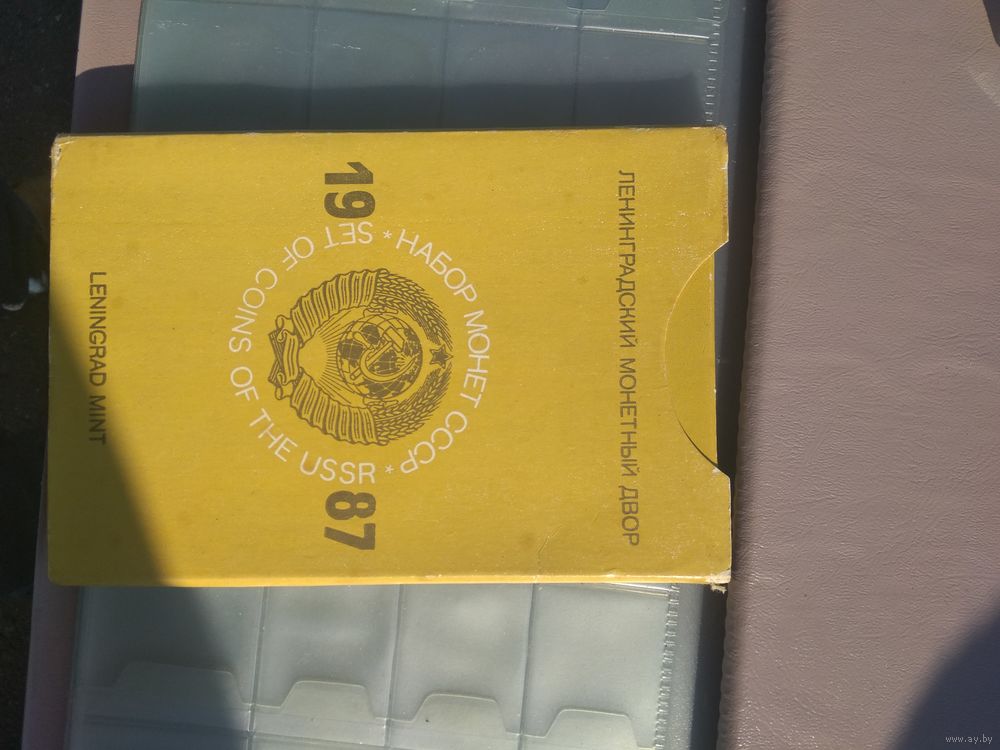 ЛЕНИНГРАДСКИЙ МОНЕТНЫЙ ДВОР
* НАБОР МОНЕТ СССР *
19 87
SET OF COINS OF THE USSR
LENINGRAD MINT
www.ay.by